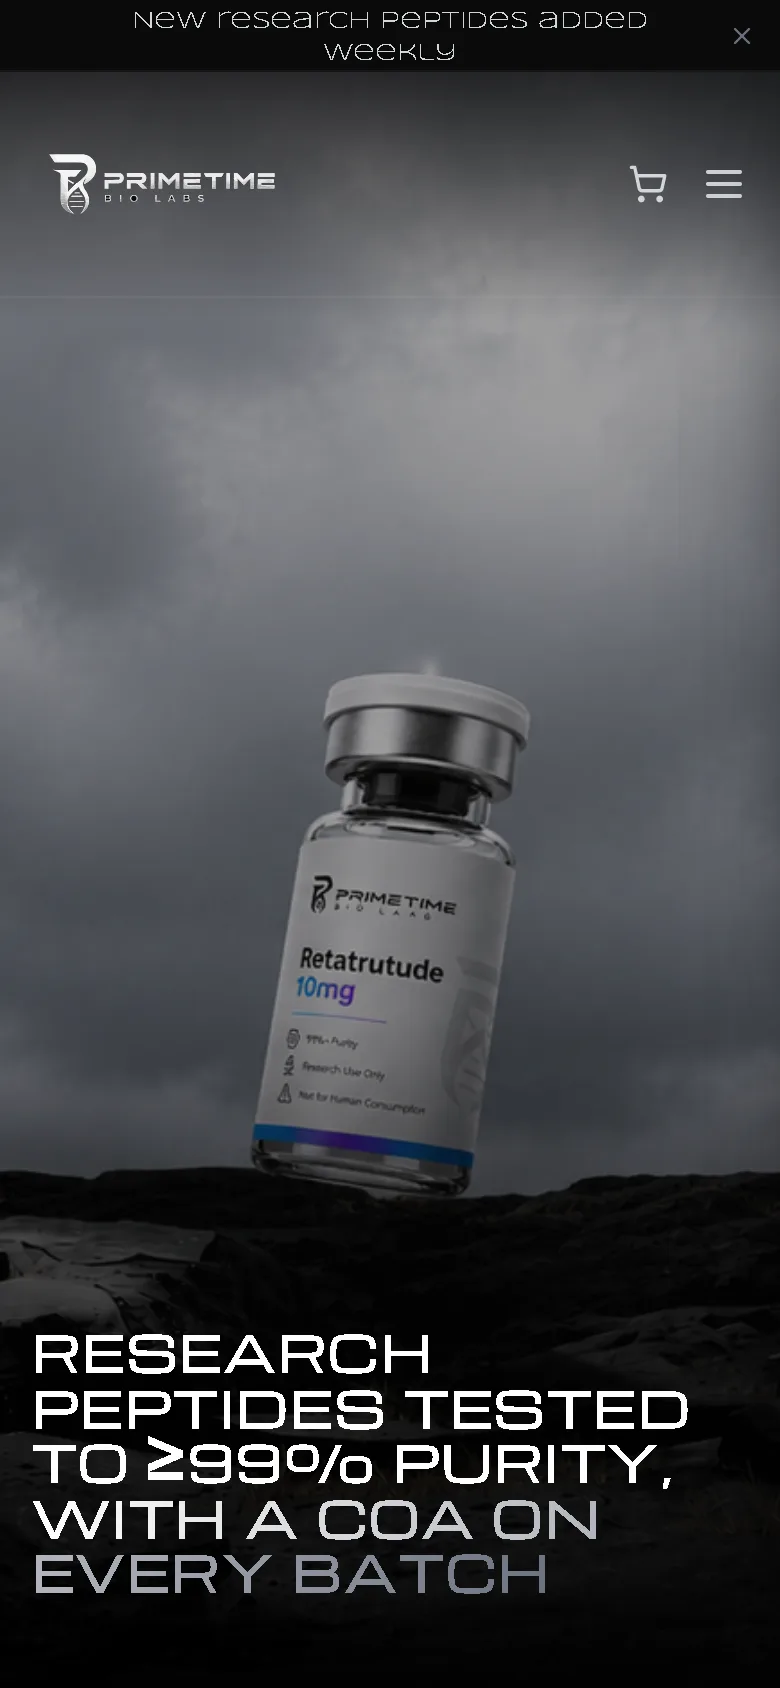 New research peptides added
weekly
PRIMETIME
BIO LABS
PRIMETIME
BIO
Retatrutude
10mg
99%+ Purity
Research Use Only
Not for Human Consumption
RESEARCH
PEPTIDES TESTED
TO ≥99% PURITY,
WITH A COA ON
EVERY BATCH